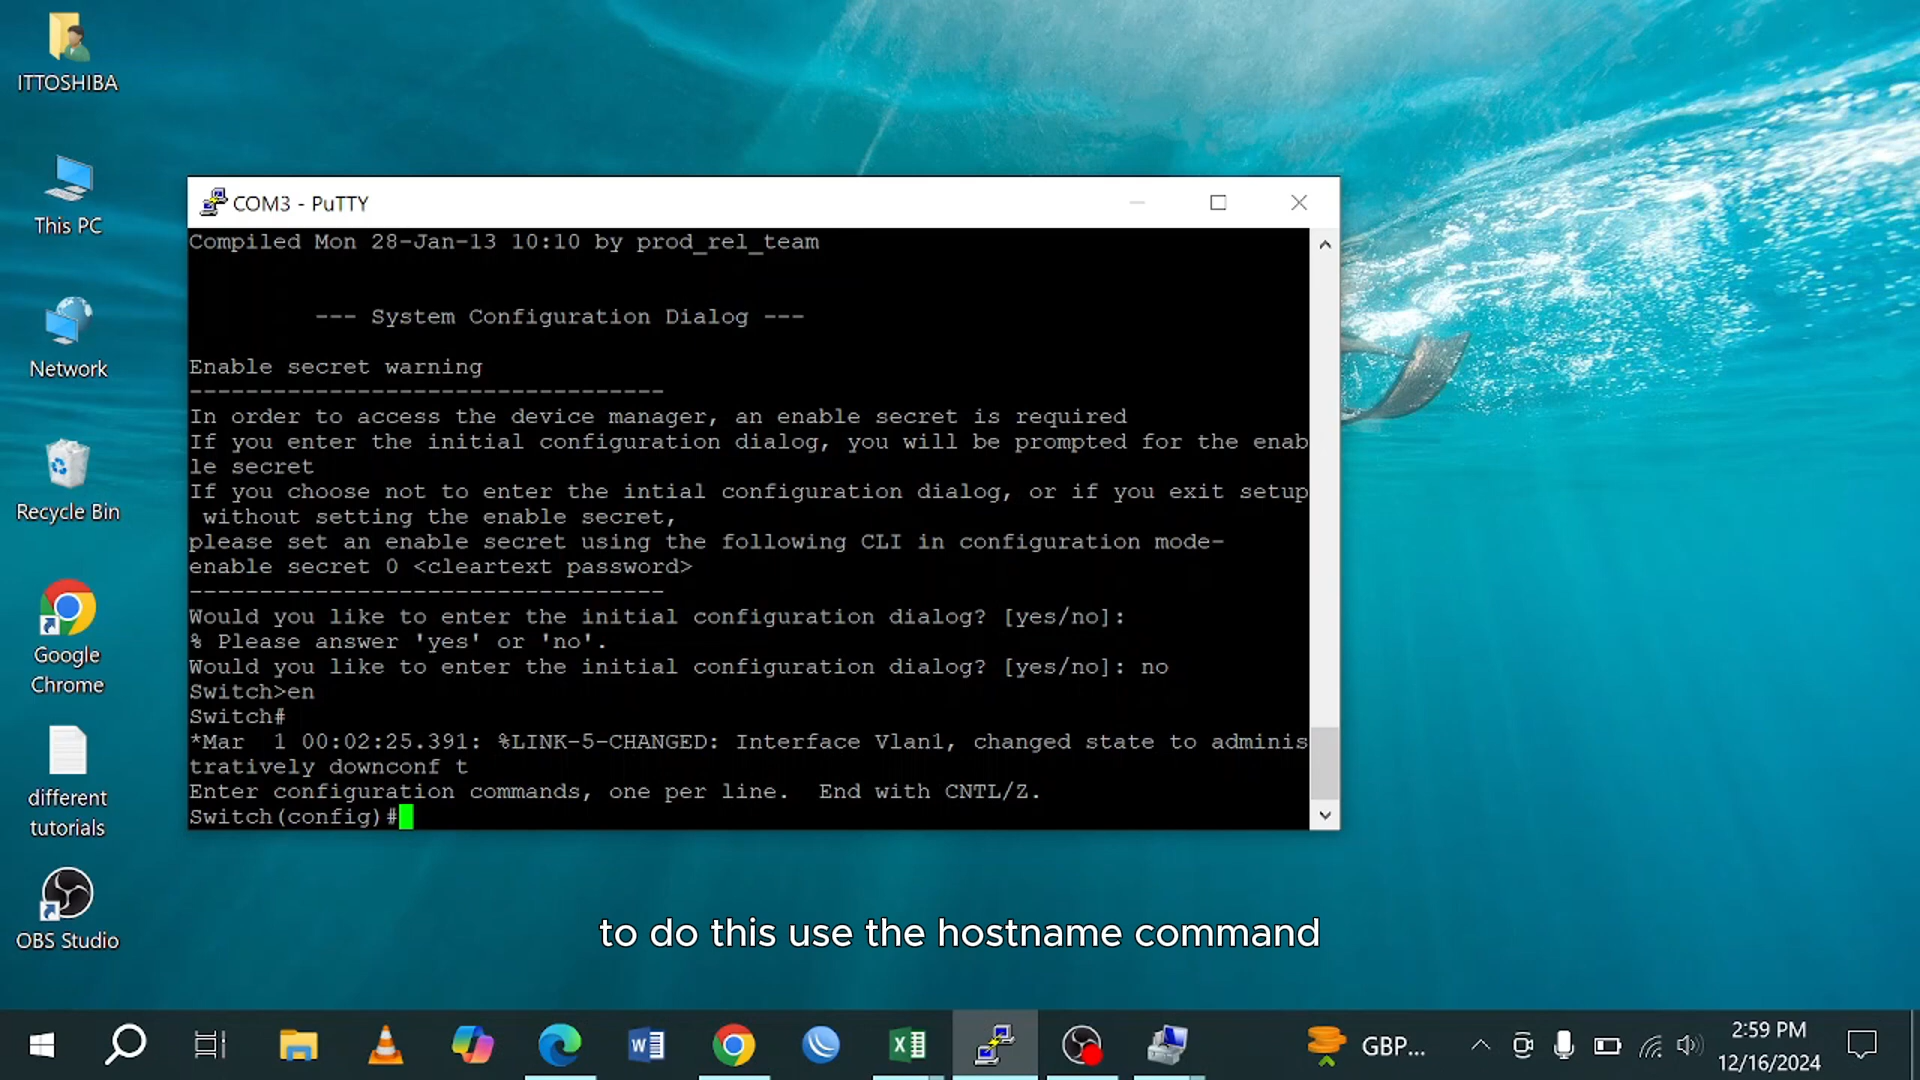 ITTOSHIBA
This PC
Network
Recycle Bin
Google
Chrome
different
tutorials
OBS Studio
COM3 - PuTTY
Compiled Mon 28-Jan-13 10:10 by prod_rel_team
--- System Configuration Dialog ---
Enable secret warning
----------------------------------
In order to access the device manager, an enable secret is required
If you enter the initial configuration dialog, you will be prompted for the enab
le secret
If you choose not to enter the intial configuration dialog, or if you exit setup
without setting the enable secret,
please set an enable secret using the following CLI in configuration mode-
enable secret 0 <cleartext password>
----------------------------------
Would you like to enter the initial configuration dialog? [yes/no]:
% Please answer 'yes' or 'no'.
Would you like to enter the initial configuration dialog? [yes/no]: no
Switch>en
Switch#
*Mar  1 00:02:25.391: %LINK-5-CHANGED: Interface Vlan1, changed state to adminis
tratively downconf t
Enter configuration commands, one per line.  End with CNTL/Z.
Switch(config)#
to do this use the hostname command
GBP...
2:59 PM
12/16/2024